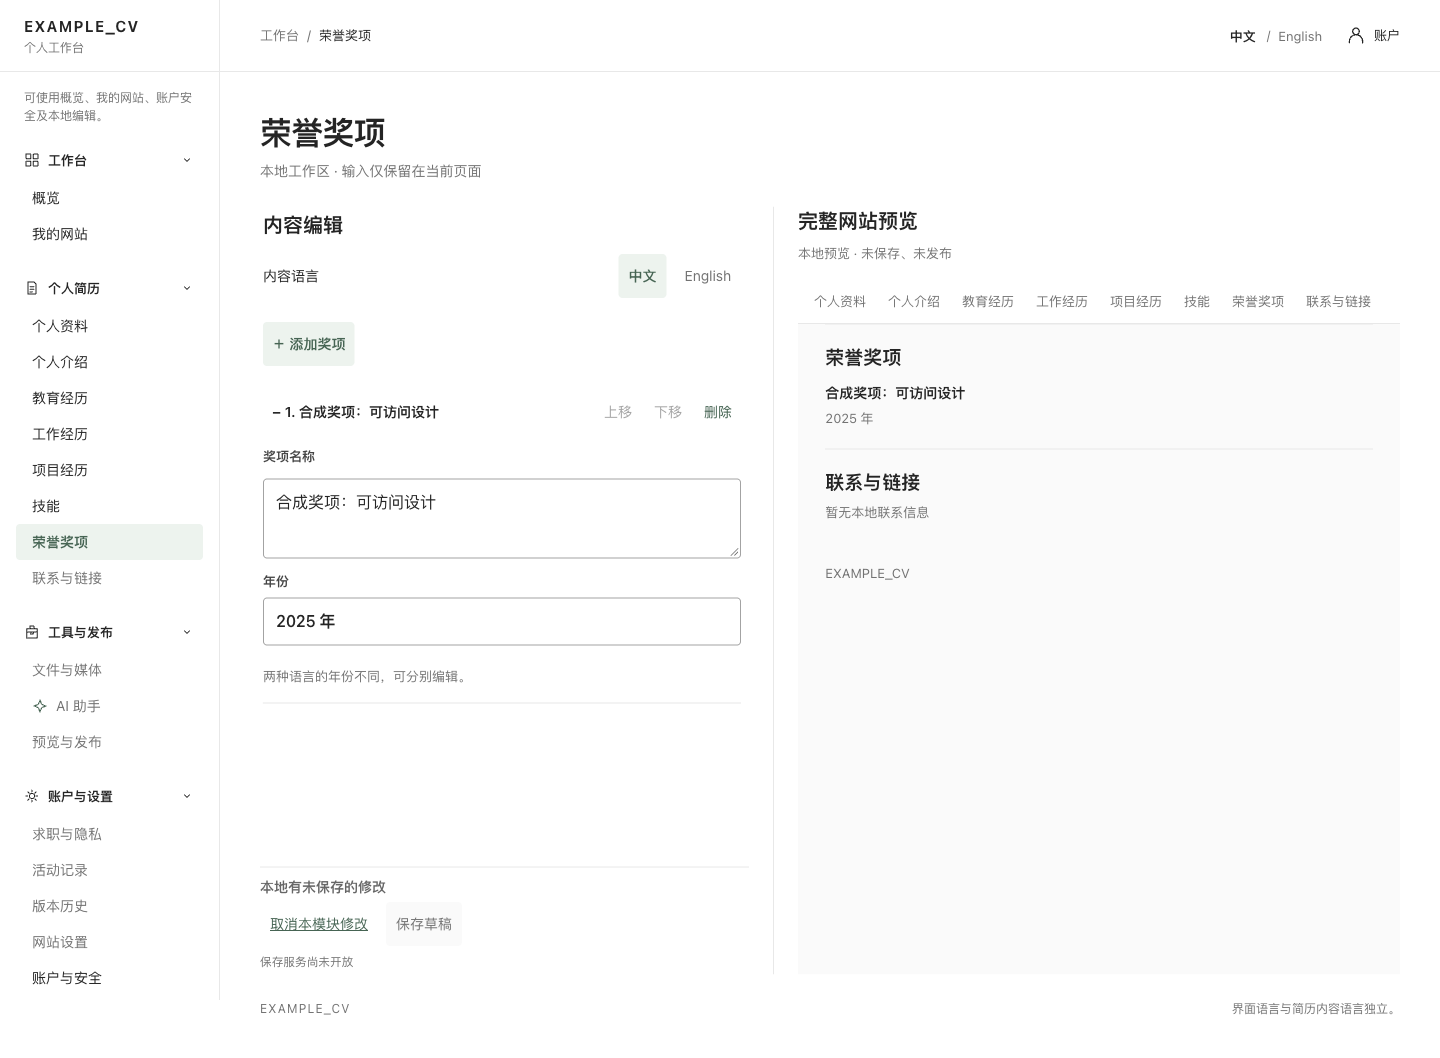 EXAMPLE_CV
个人工作台
可使用概览、我的网站、账户安
全及本地编辑。
工作台
概览
我的网站
个人简历
个人资料
个人介绍
教育经历
工作经历
项目经历
技能
荣誉奖项
联系与链接
工具与发布
文件与媒体
AI 助手
预览与发布
账户与设置
求职与隐私
活动记录
版本历史
网站设置
账户与安全
工作台 / 荣誉奖项
中文 / English 账户
荣誉奖项
本地工作区 · 输入仅保留在当前页面
内容编辑
内容语言 中文 English
+ 添加奖项
– 1. 合成奖项：可访问设计 上移 下移 删除
奖项名称
合成奖项：可访问设计
年份
2025 年
两种语言的年份不同，可分别编辑。
本地有未保存的修改
取消本模块修改 保存草稿
保存服务尚未开放
完整网站预览
本地预览 · 未保存、未发布
个人资料 个人介绍 教育经历 工作经历 项目经历 技能 荣誉奖项 联系与链接
荣誉奖项
合成奖项：可访问设计
2025 年
联系与链接
暂无本地联系信息
EXAMPLE_CV
EXAMPLE_CV 界面语言与简历内容语言独立。